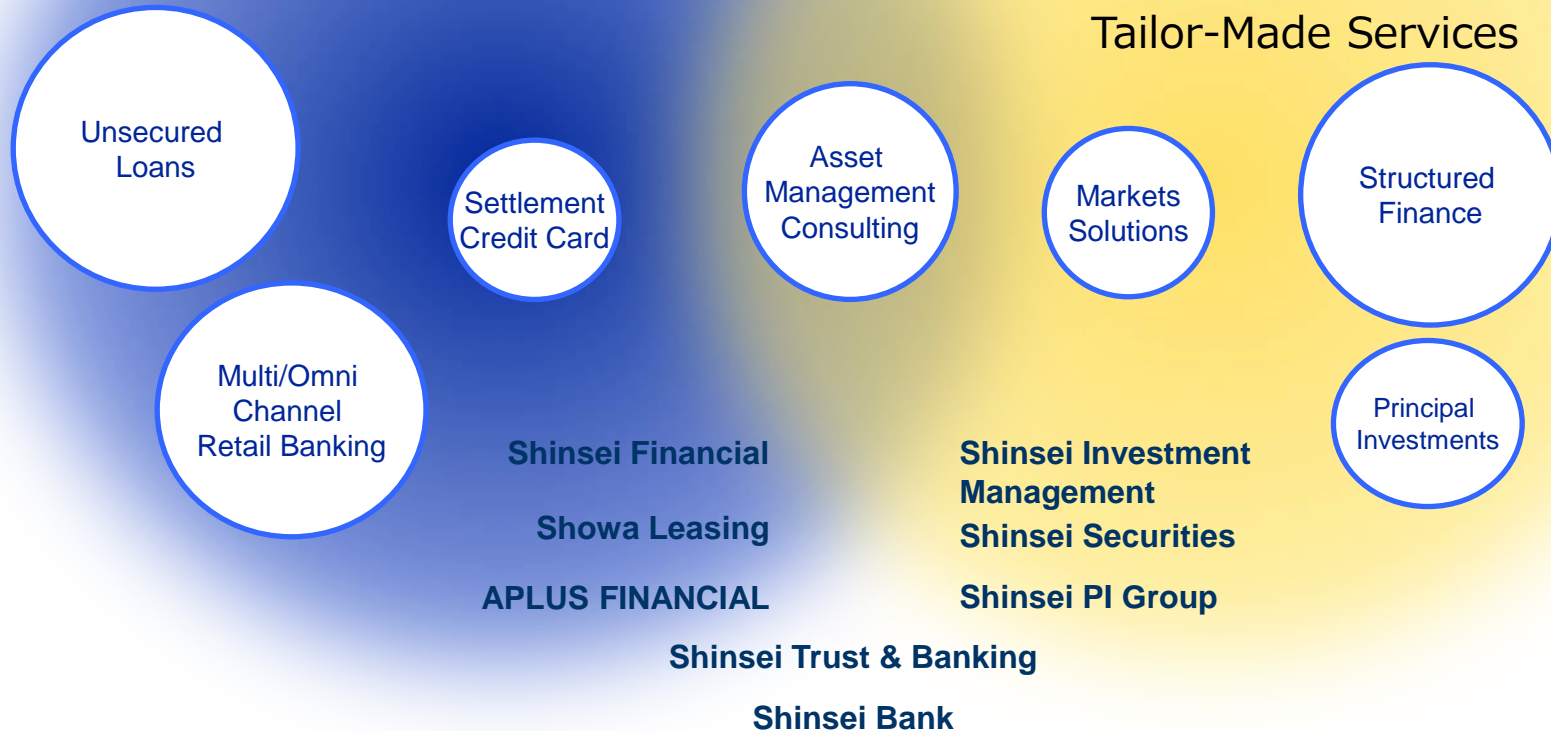 Tailor-Made Services
Unsecured
Loans
Settlement
Credit Card
Asset
Management
Consulting
Markets
Solutions
Structured
Finance
Multi/Omni
Channel
Retail Banking
Principal
Investments
Shinsei Financial
Showa Leasing
APLUS FINANCIAL
Shinsei Investment
Management
Shinsei Securities
Shinsei PI Group
Shinsei Trust & Banking
Shinsei Bank